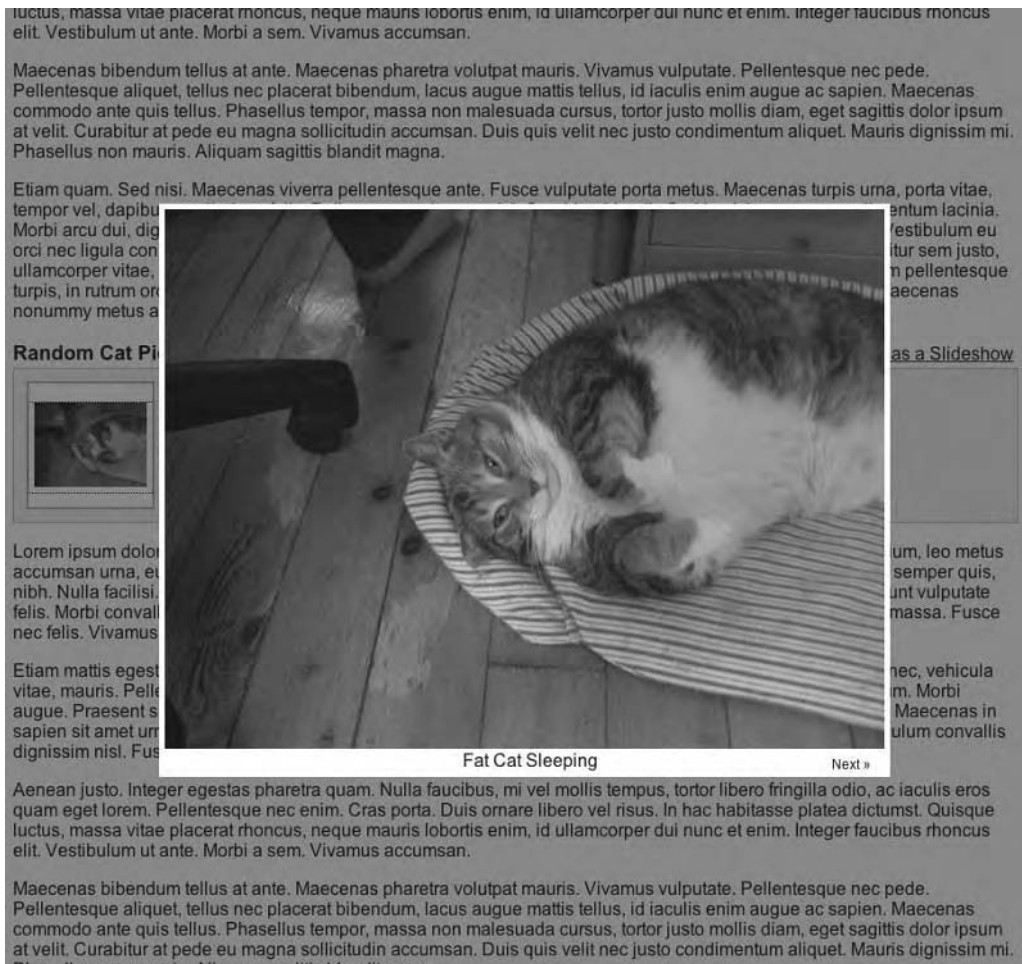 luctus, massa vitae placerat rhoncus, neque mauris lobortis enim, id ullamcorper dui nunc et enim. Integer faucibus rhoncus
elit. Vestibulum ut ante. Morbi a sem. Vivamus accumsan.
Maecenas bibendum tellus at ante. Maecenas pharetra volutpat mauris. Vivamus vulputate. Pellentesque nec pede.
Pellentesque aliquet, tellus nec placerat bibendum, lacus augue mattis tellus, id iaculis enim augue ac sapien. Maecenas
commodo ante quis tellus. Phasellus tempor, massa non malesuada cursus, tortor justo mollis diam, eget sagittis dolor ipsum
at velit. Curabitur at pede eu magna sollicitudin accumsan. Duis quis velit nec justo condimentum aliquet. Mauris dignissim mi.
Phasellus non mauris. Aliquam sagittis blandit magna.
Etiam quam. Sed nisi. Maecenas viverra pellentesque ante. Fusce vulputate porta metus. Maecenas turpis urna, porta vitae,
tempor vel, entum lacinia.
Morbi arcu dui, Vestibulum eu
orci nec ligula itur sem justo,
ullamcorper vitae, pellentesque
turpis, in rutrum aecenas
nonummy metus
Random Cat as a Slideshow
Lorem ipsum um, leo metus
accumsan urna, semper quis,
nibh. Nulla facilisi. unt vulputate
felis. Morbi massa. Fusce
nec felis. Vivamus
Etiam mattis nec, vehicula
vitae, mauris. Morbi
augue. Praesent Maecenas in
sapien sit amet ulum convallis
dignissim nisl.
Fat Cat Sleeping
Next »
Aenean justo. Integer egestas pharetra quam. Nulla faucibus, mi vel mollis tempus, tortor libero fringilla odio, ac iaculis eros
quam eget lorem. Pellentesque nec enim. Cras porta. Duis ornare libero vel risus. In hac habitasse platea dictumst. Quisque
luctus, massa vitae placerat rhoncus, neque mauris lobortis enim, id ullamcorper dui nunc et enim. Integer faucibus rhoncus
elit. Vestibulum ut ante. Morbi a sem. Vivamus accumsan.
Maecenas bibendum tellus at ante. Maecenas pharetra volutpat mauris. Vivamus vulputate. Pellentesque nec pede.
Pellentesque aliquet, tellus nec placerat bibendum, lacus augue mattis tellus, id iaculis enim augue ac sapien. Maecenas
commodo ante quis tellus. Phasellus tempor, massa non malesuada cursus, tortor justo mollis diam, eget sagittis dolor ipsum
at velit. Curabitur at pede eu magna sollicitudin accumsan. Duis quis velit nec justo condimentum aliquet. Mauris dignissim mi.